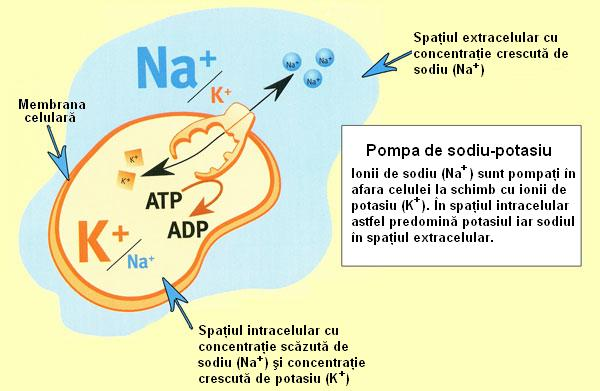 Spațiul extracelular cu
concentrație crescută de
sodiu (Na+)
Na+
K+
Na+
Na+
Na+
Membrana
celulară
K+
K+
ATP
ADP
K+
Na+
Pompa de sodiu-potasiu
Ionii de sodiu (Na+) sunt pompați în
afara celulei la schimb cu ionii de
potasiu (K+). În spațiul intracelular
astfel predomină potasiul iar sodiul
in spațiul extracelular.
Spațiul intracelular cu
concentrație scăzută de
sodiu (Na+) și concentrație
crescută de potasiu (K+)